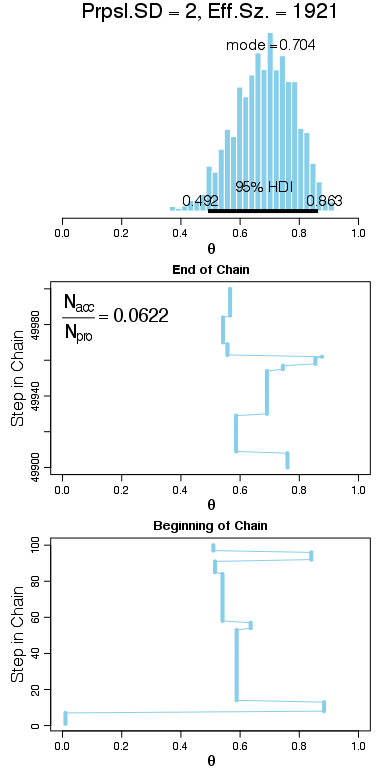 Prpsl.SD = 2, Eff.Sz. = 1921
mode = 0.704
95% HDI
0.492 0.863
0.0 0.2 0.4 0.6 0.8 1.0
θ
End of Chain
Nacc
Npro
= 0.0622
Step in Chain
49900 49940 49980
0.0 0.2 0.4 0.6 0.8 1.0
θ
Beginning of Chain
Step in Chain
0 20 40 60 80 100
0.0 0.2 0.4 0.6 0.8 1.0
θ